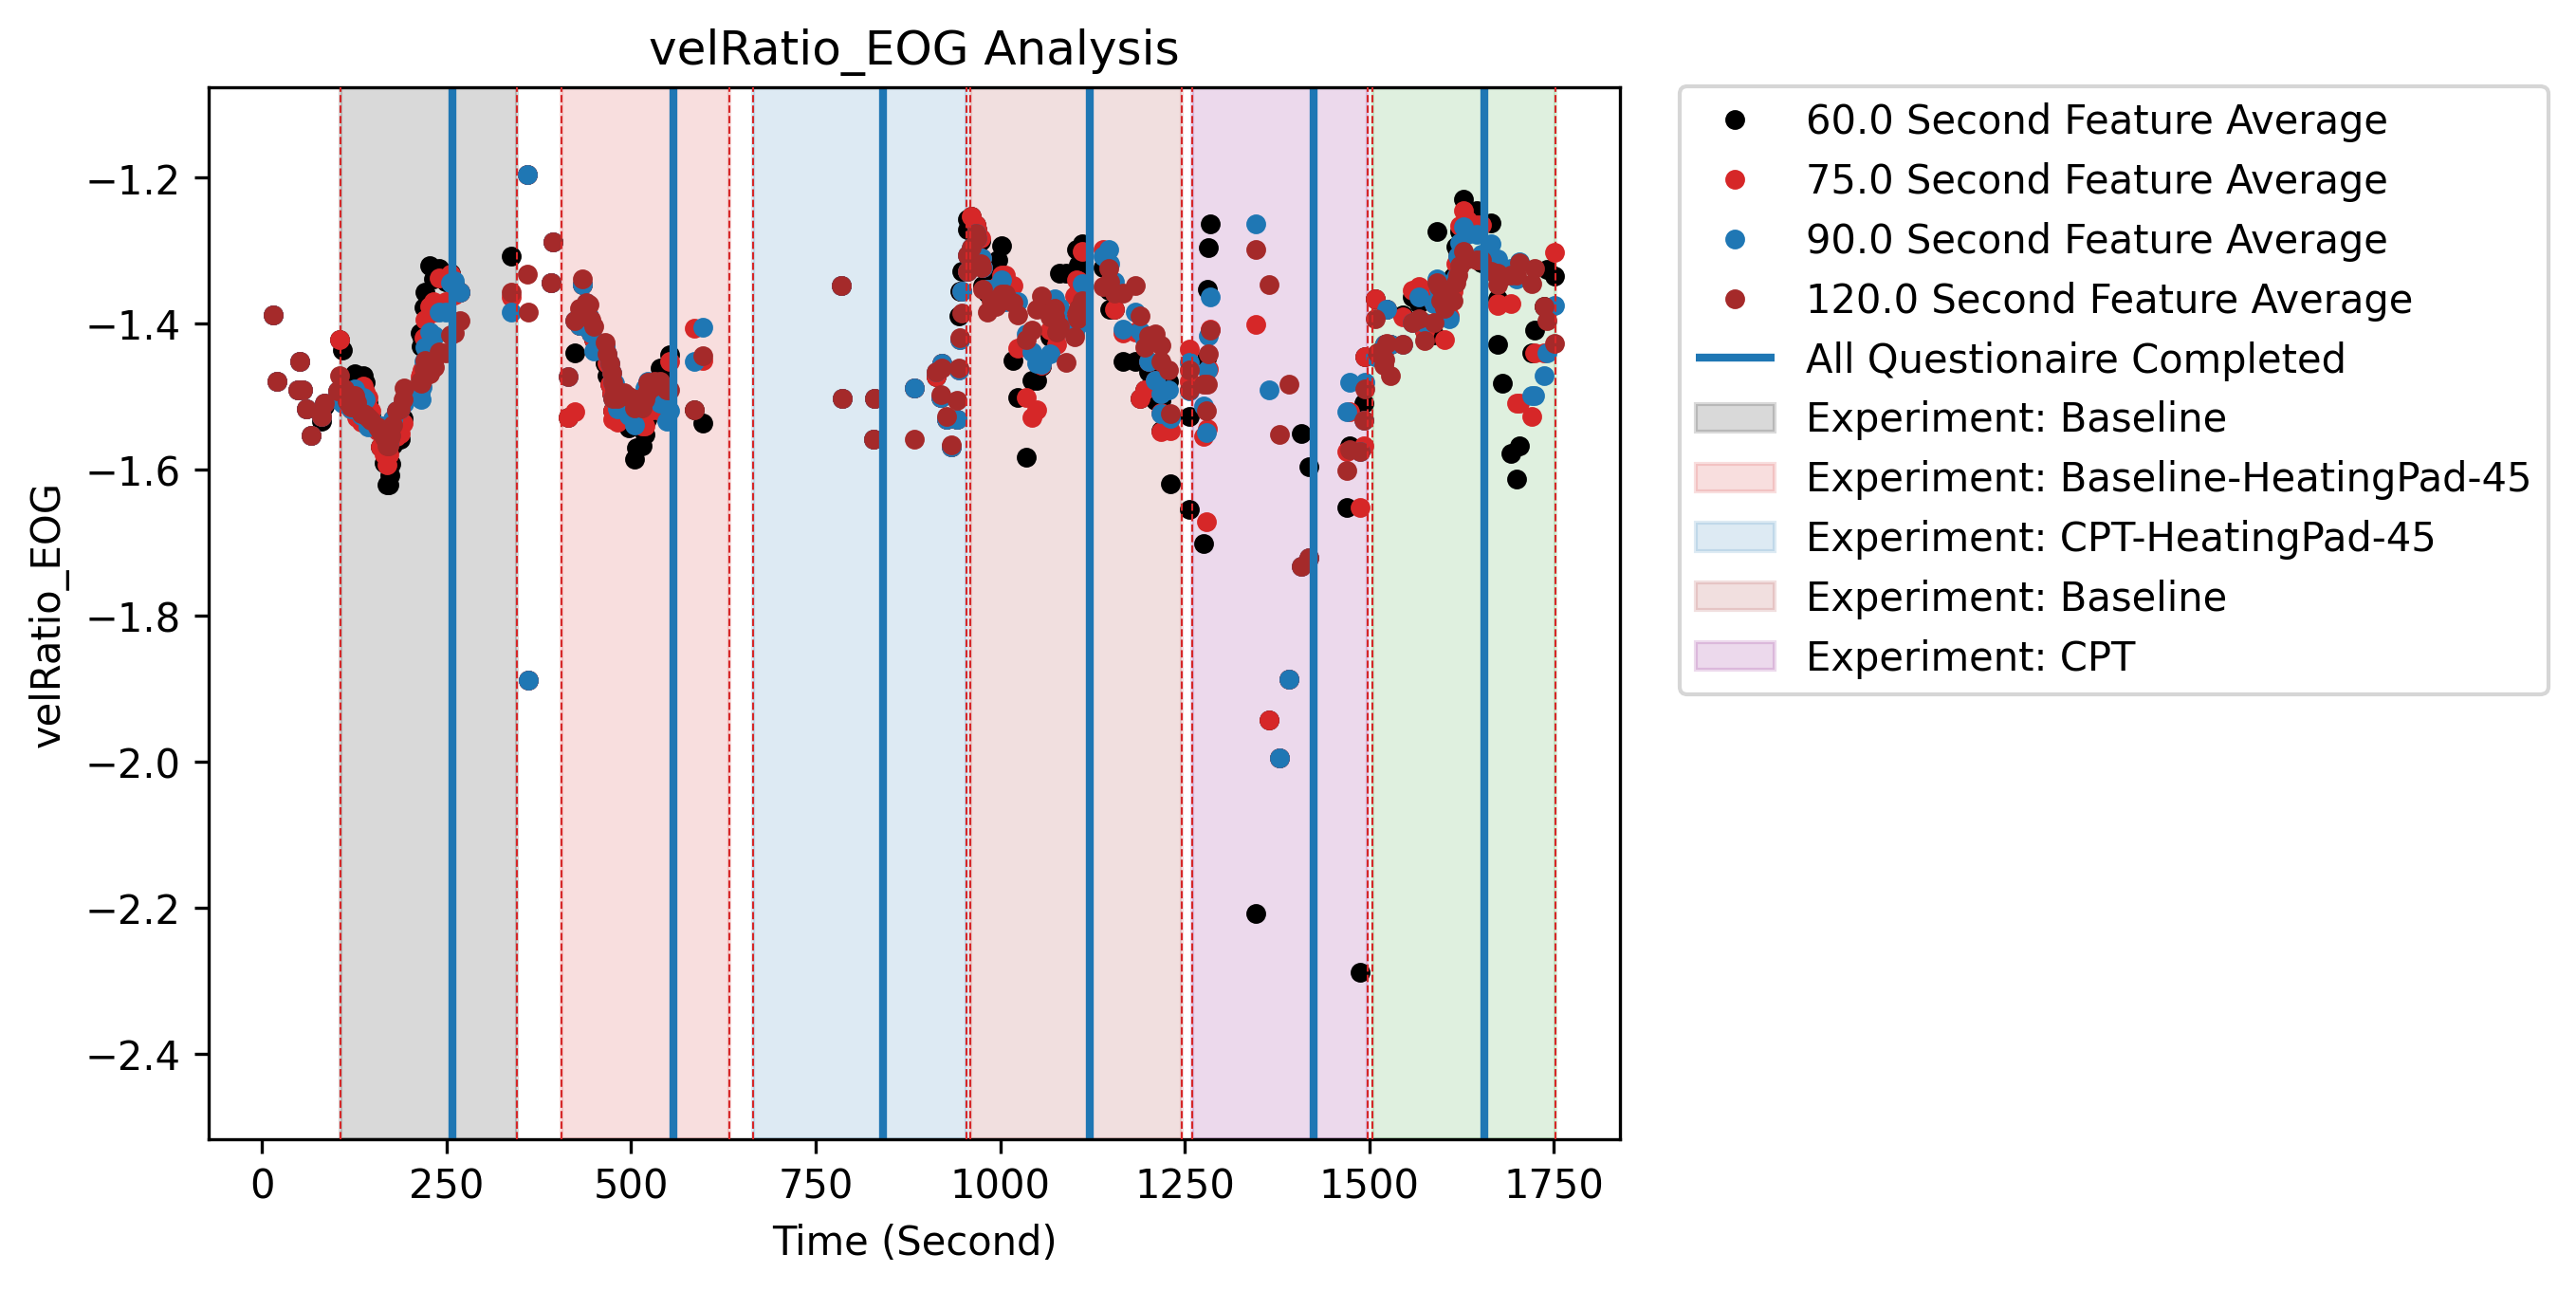 velRatio_EOG Analysis
velRatio_EOG
−1.2
−1.4
−1.6
−1.8
−2.0
−2.2
−2.4
0 250 500 750 1000 1250 1500 1750
Time (Second)
60.0 Second Feature Average
75.0 Second Feature Average
90.0 Second Feature Average
120.0 Second Feature Average
All Questionaire Completed
Experiment: Baseline
Experiment: Baseline-HeatingPad-45
Experiment: CPT-HeatingPad-45
Experiment: Baseline
Experiment: CPT